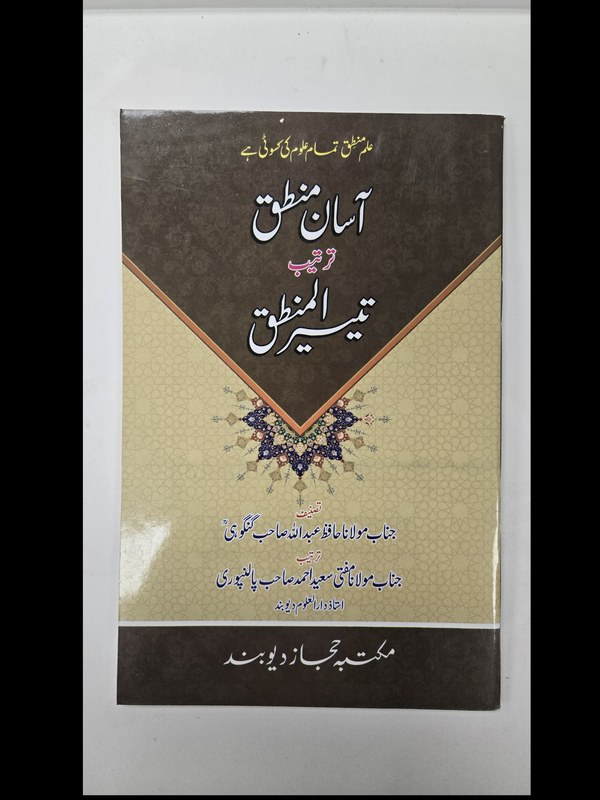 علم منطق تمام علوم کی کسوٹی ہے
آسان منطق
ترتیب
تیسیر المنطق
تصنیف
جناب مولانا حافظ عبداللہ صاحب گنگوہیؒ
ترتیب
جناب مولانا مفتی سعید احمد صاحب پالنپوری
استاذ دارالعلوم دیوبند
مکتبہ حجاز دیوبند